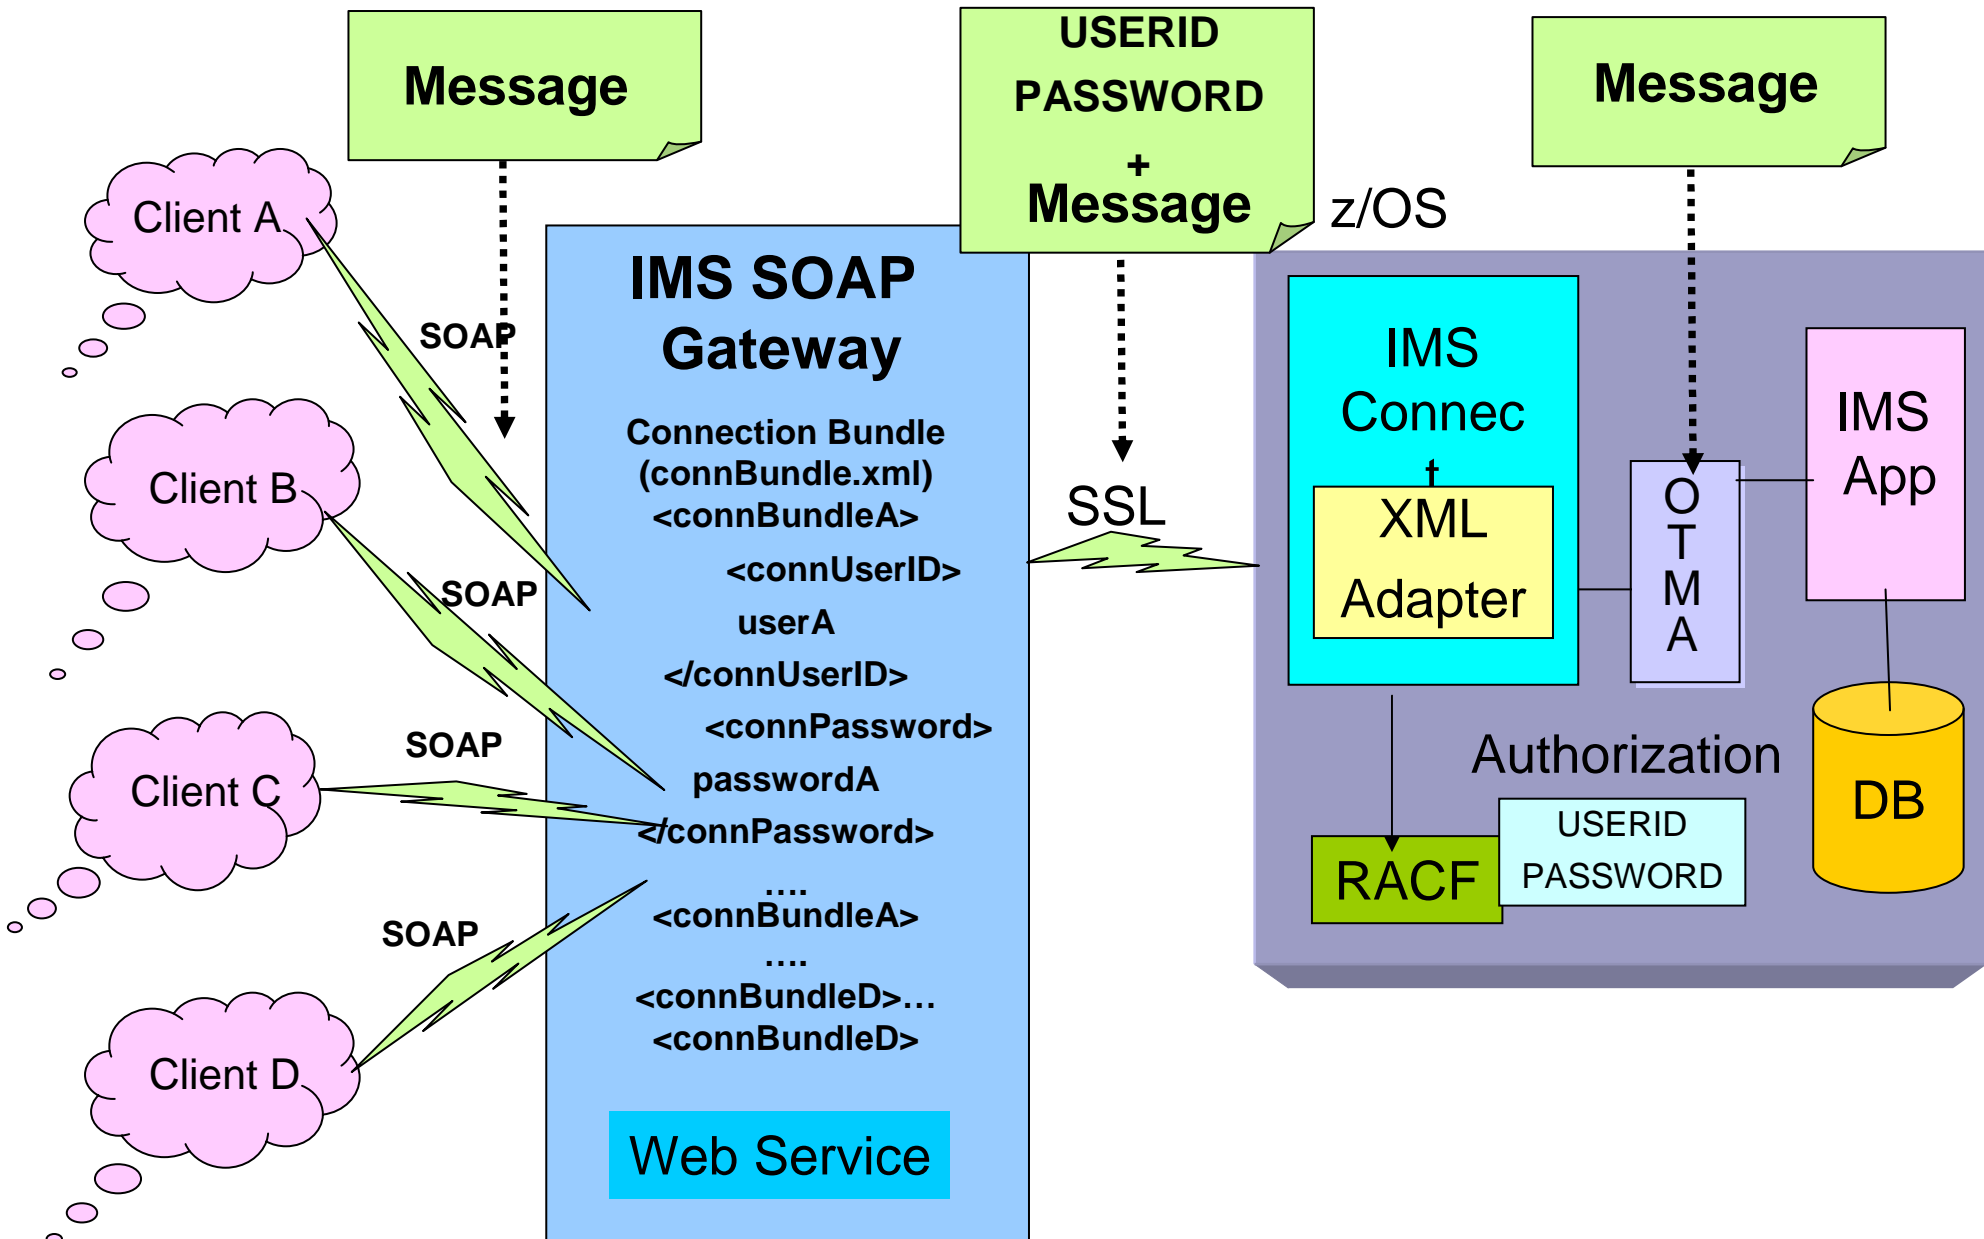 Message
USERID
PASSWORD
+
Message
Message
z/OS
Client A
SOAP
Client B
SOAP
Client C
SOAP
Client D
SOAP
IMS SOAP
Gateway
Connection Bundle
(connBundle.xml)
<connBundleA>
<connUserID>
userA
</connUserID>
<connPassword>
passwordA
</connPassword>
....
<connBundleA>
....
<connBundleD>...
<connBundleD>
Web Service
SSL
IMS
Connec
t
XML
Adapter
O
T
M
A
IMS
App
Authorization
USERID
PASSWORD
RACF
DB